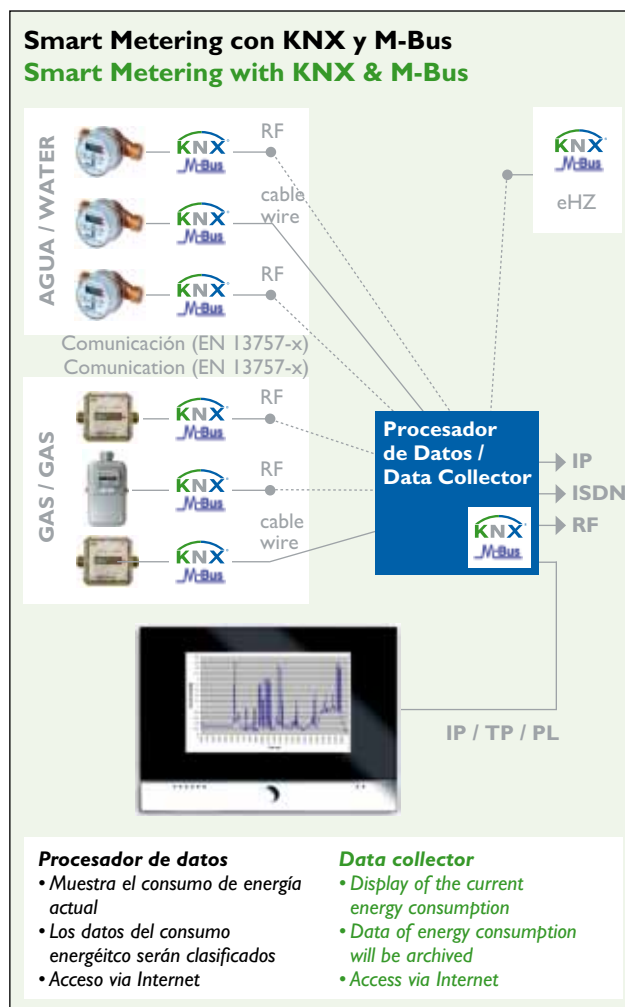 Smart Metering con KNX y M-Bus
Smart Metering with KNX & M-Bus
AGUA / WATER
KNX
M-Bus
RF
KNX
M-Bus
cable
wire
KNX
M-Bus
RF
KNX
M-Bus
eHZ
Comunicación (EN 13757-x)
Comunication (EN 13757-x)
GAS / GAS
KNX
M-Bus
RF
KNX
M-Bus
RF
KNX
M-Bus
cable
wire
Procesador
de Datos /
Data Collector
KNX
M-Bus
IP
ISDN
RF
IP / TP / PL
Procesador de datos
• Muestra el consumo de energía
actual
• Los datos del consumo
energéitco serán clasificados
• Acceso via Internet
Data collector
• Display of the current
energy consumption
• Data of energy consumption
will be archived
• Access via Internet